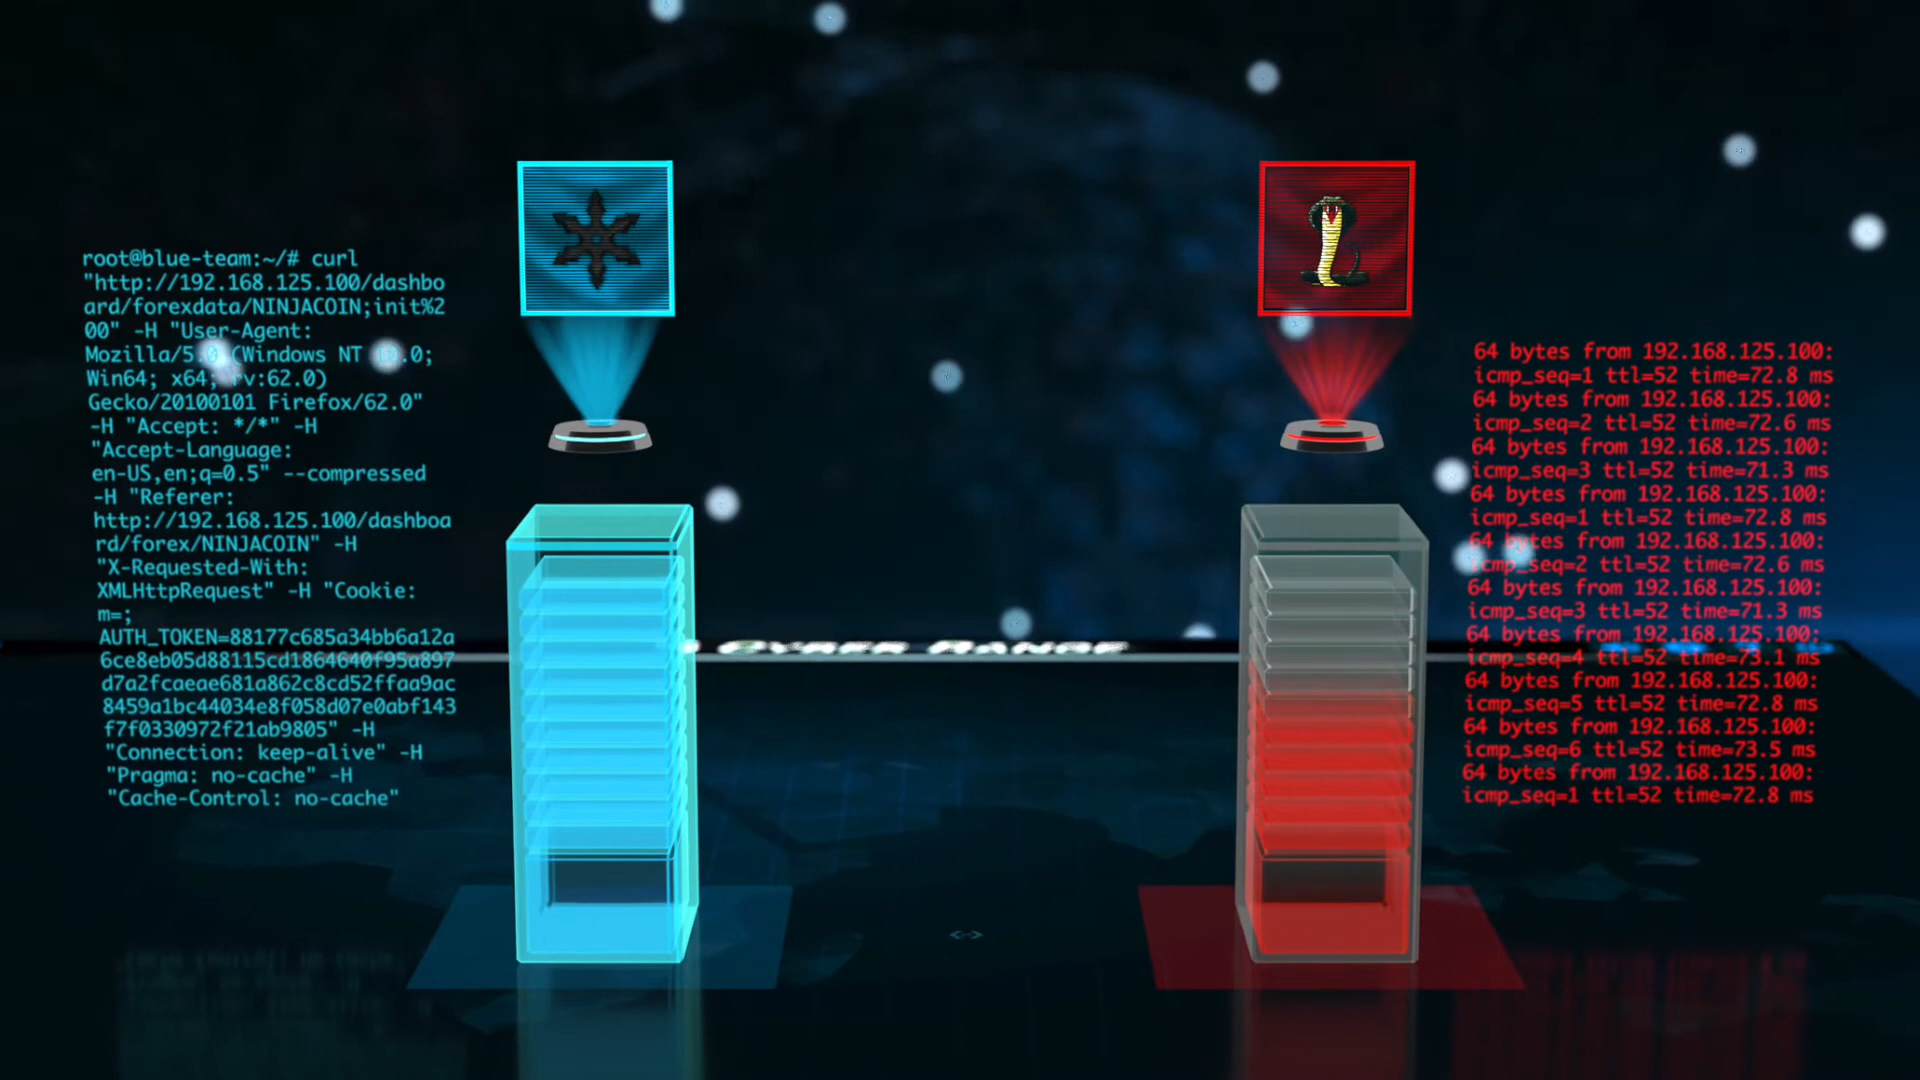 root@blue-team:~/# curl
"http://192.168.125.100/dashbo
ard/forexdata/NINJACOIN;init%2
00" -H "User-Agent:
Mozilla/5.0 (Windows NT 10.0;
Win64; x64; rv:62.0)
Gecko/20100101 Firefox/62.0"
-H "Accept: */*" -H
"Accept-Language:
en-US,en;q=0.5" --compressed
-H "Referer:
http://192.168.125.100/dashboa
rd/forex/NINJACOIN" -H
"X-Requested-With:
XMLHttpRequest" -H "Cookie:
m=;
AUTH_TOKEN=88177c685a34bb6a12a
6ce8eb05d88115cd1864640f95a897
d7a2fcaeae681a862c8cd52ffaa9ac
8459a1bc44034e8f058d07e0abf143
f7f0330972f21ab9805" -H
"Connection: keep-alive" -H
"Pragma: no-cache" -H
"Cache-Control: no-cache"
Cyber Range
64 bytes from 192.168.125.100:
icmp_seq=1 ttl=52 time=72.8 ms
64 bytes from 192.168.125.100:
icmp_seq=2 ttl=52 time=72.6 ms
64 bytes from 192.168.125.100:
icmp_seq=3 ttl=52 time=71.3 ms
64 bytes from 192.168.125.100:
icmp_seq=1 ttl=52 time=72.8 ms
64 bytes from 192.168.125.100:
icmp_seq=2 ttl=52 time=72.6 ms
64 bytes from 192.168.125.100:
icmp_seq=3 ttl=52 time=71.3 ms
64 bytes from 192.168.125.100:
icmp_seq=4 ttl=52 time=73.1 ms
64 bytes from 192.168.125.100:
icmp_seq=5 ttl=52 time=72.8 ms
64 bytes from 192.168.125.100:
icmp_seq=6 ttl=52 time=73.5 ms
64 bytes from 192.168.125.100:
icmp_seq=1 ttl=52 time=72.8 ms